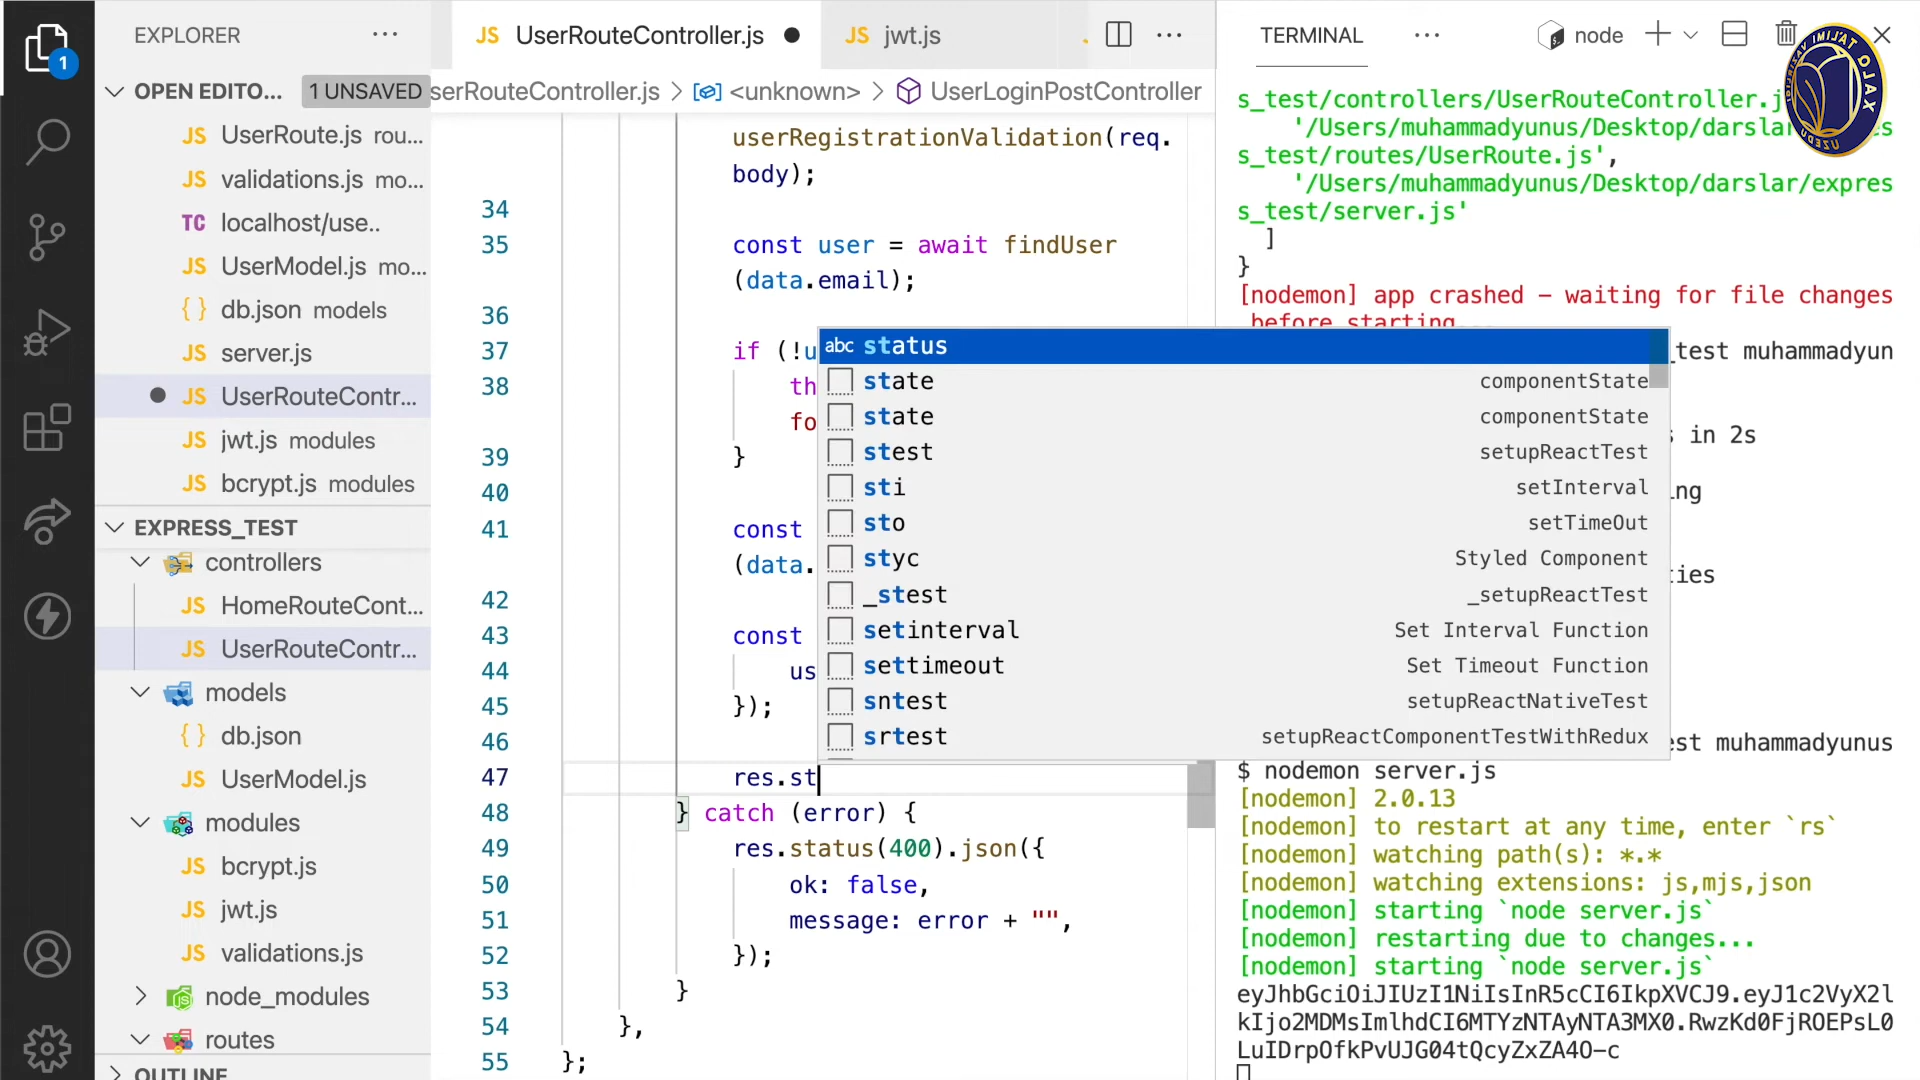 EXPLORER
OPEN EDITO...
1 UNSAVED
JS UserRoute.js rou...
JS validations.js mo...
TC localhost/use..
JS UserModel.js mo...
{ } db.json models
JS server.js
JS UserRouteContr...
JS jwt.js modules
JS bcrypt.js modules
EXPRESS_TEST
controllers
JS HomeRouteCont...
JS UserRouteContr...
models
{ } db.json
JS UserModel.js
modules
JS bcrypt.js
JS jwt.js
JS validations.js
node_modules
routes
OUTLINE
1
JS UserRouteController.js
JS jwt.js
serRouteController.js > <unknown> > UserLoginPostController
userRegistrationValidation(req.
body);
34
35 const user = await findUser
(data.email);
36
37 if (!u
38 th
fo
39 }
40
41 const
(data.
42
43 const
44 us
45 });
46
47 res.st
48 } catch (error) {
49 res.status(400).json({
50 ok: false,
51 message: error + "",
52 });
53 }
54 },
55 };
abc status
state componentState
state componentState
stest setupReactTest
sti setInterval
sto setTimeOut
styc Styled Component
_stest _setupReactTest
setinterval Set Interval Function
settimeout Set Timeout Function
sntest setupReactNativeTest
srtest setupReactComponentTestWithRedux
TERMINAL
node
s_test/controllers/UserRouteController.j
'/Users/muhammadyunus/Desktop/darslar
s_test/routes/UserRoute.js',
'/Users/muhammadyunus/Desktop/darslar/expres
s_test/server.js'
]
}
[nodemon] app crashed - waiting for file changes
before starting...
_test muhammadyun
s in 2s
ng
ies
est muhammadyunus
$ nodemon server.js
[nodemon] 2.0.13
[nodemon] to restart at any time, enter `rs`
[nodemon] watching path(s): *.*
[nodemon] watching extensions: js,mjs,json
[nodemon] starting `node server.js`
[nodemon] restarting due to changes...
[nodemon] starting `node server.js`
eyJhbGciOiJIUzI1NiIsInR5cCI6IkpXVCJ9.eyJ1c2VyX2l
kIjo2MDMsImlhdCI6MTYzNTAyNTA3MX0.RwzKd0FjROEPsL0
LuIDrpOfkPvUJG04tQcyZxZA4O-c